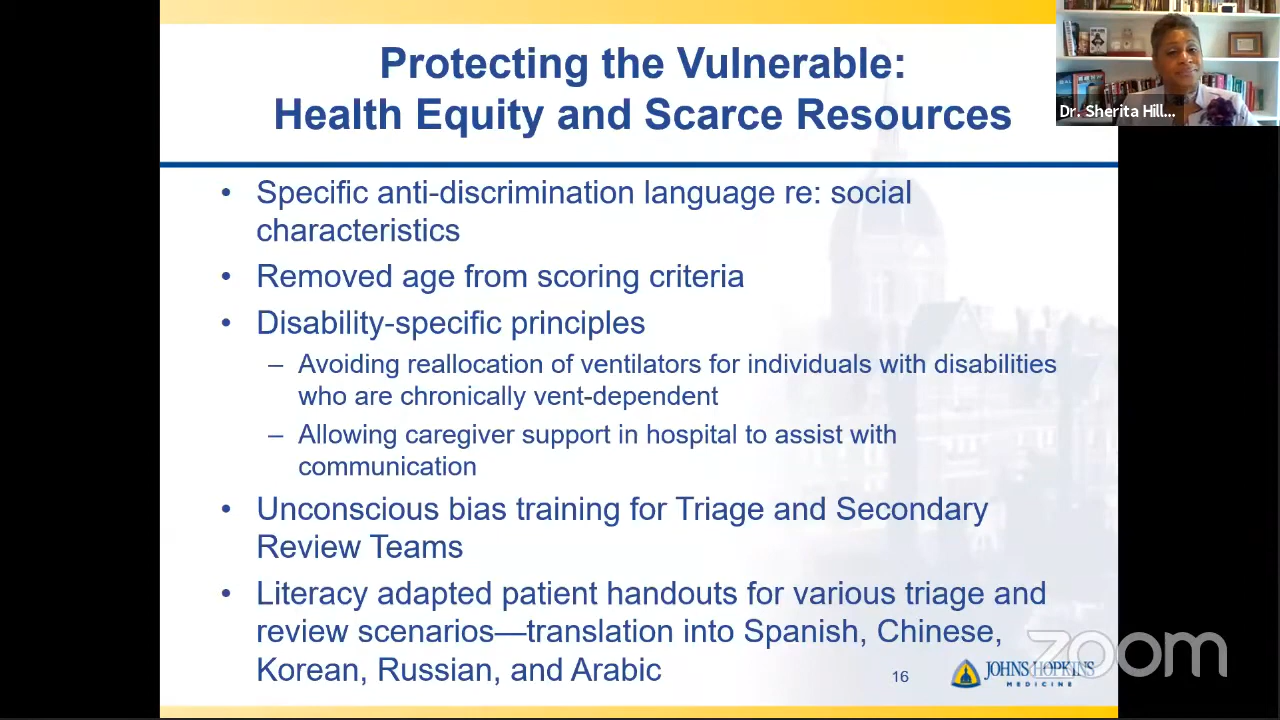 Protecting the Vulnerable:
Health Equity and Scarce Resources
Dr. Sherita Hill...
• Specific anti-discrimination language re: social
characteristics
• Removed age from scoring criteria
• Disability-specific principles
– Avoiding reallocation of ventilators for individuals with disabilities
who are chronically vent-dependent
– Allowing caregiver support in hospital to assist with
communication
• Unconscious bias training for Triage and Secondary
Review Teams
• Literacy adapted patient handouts for various triage and
review scenarios—translation into Spanish, Chinese,
Korean, Russian, and Arabic
16
JOHNS HOPKINS
MEDICINE
zoom